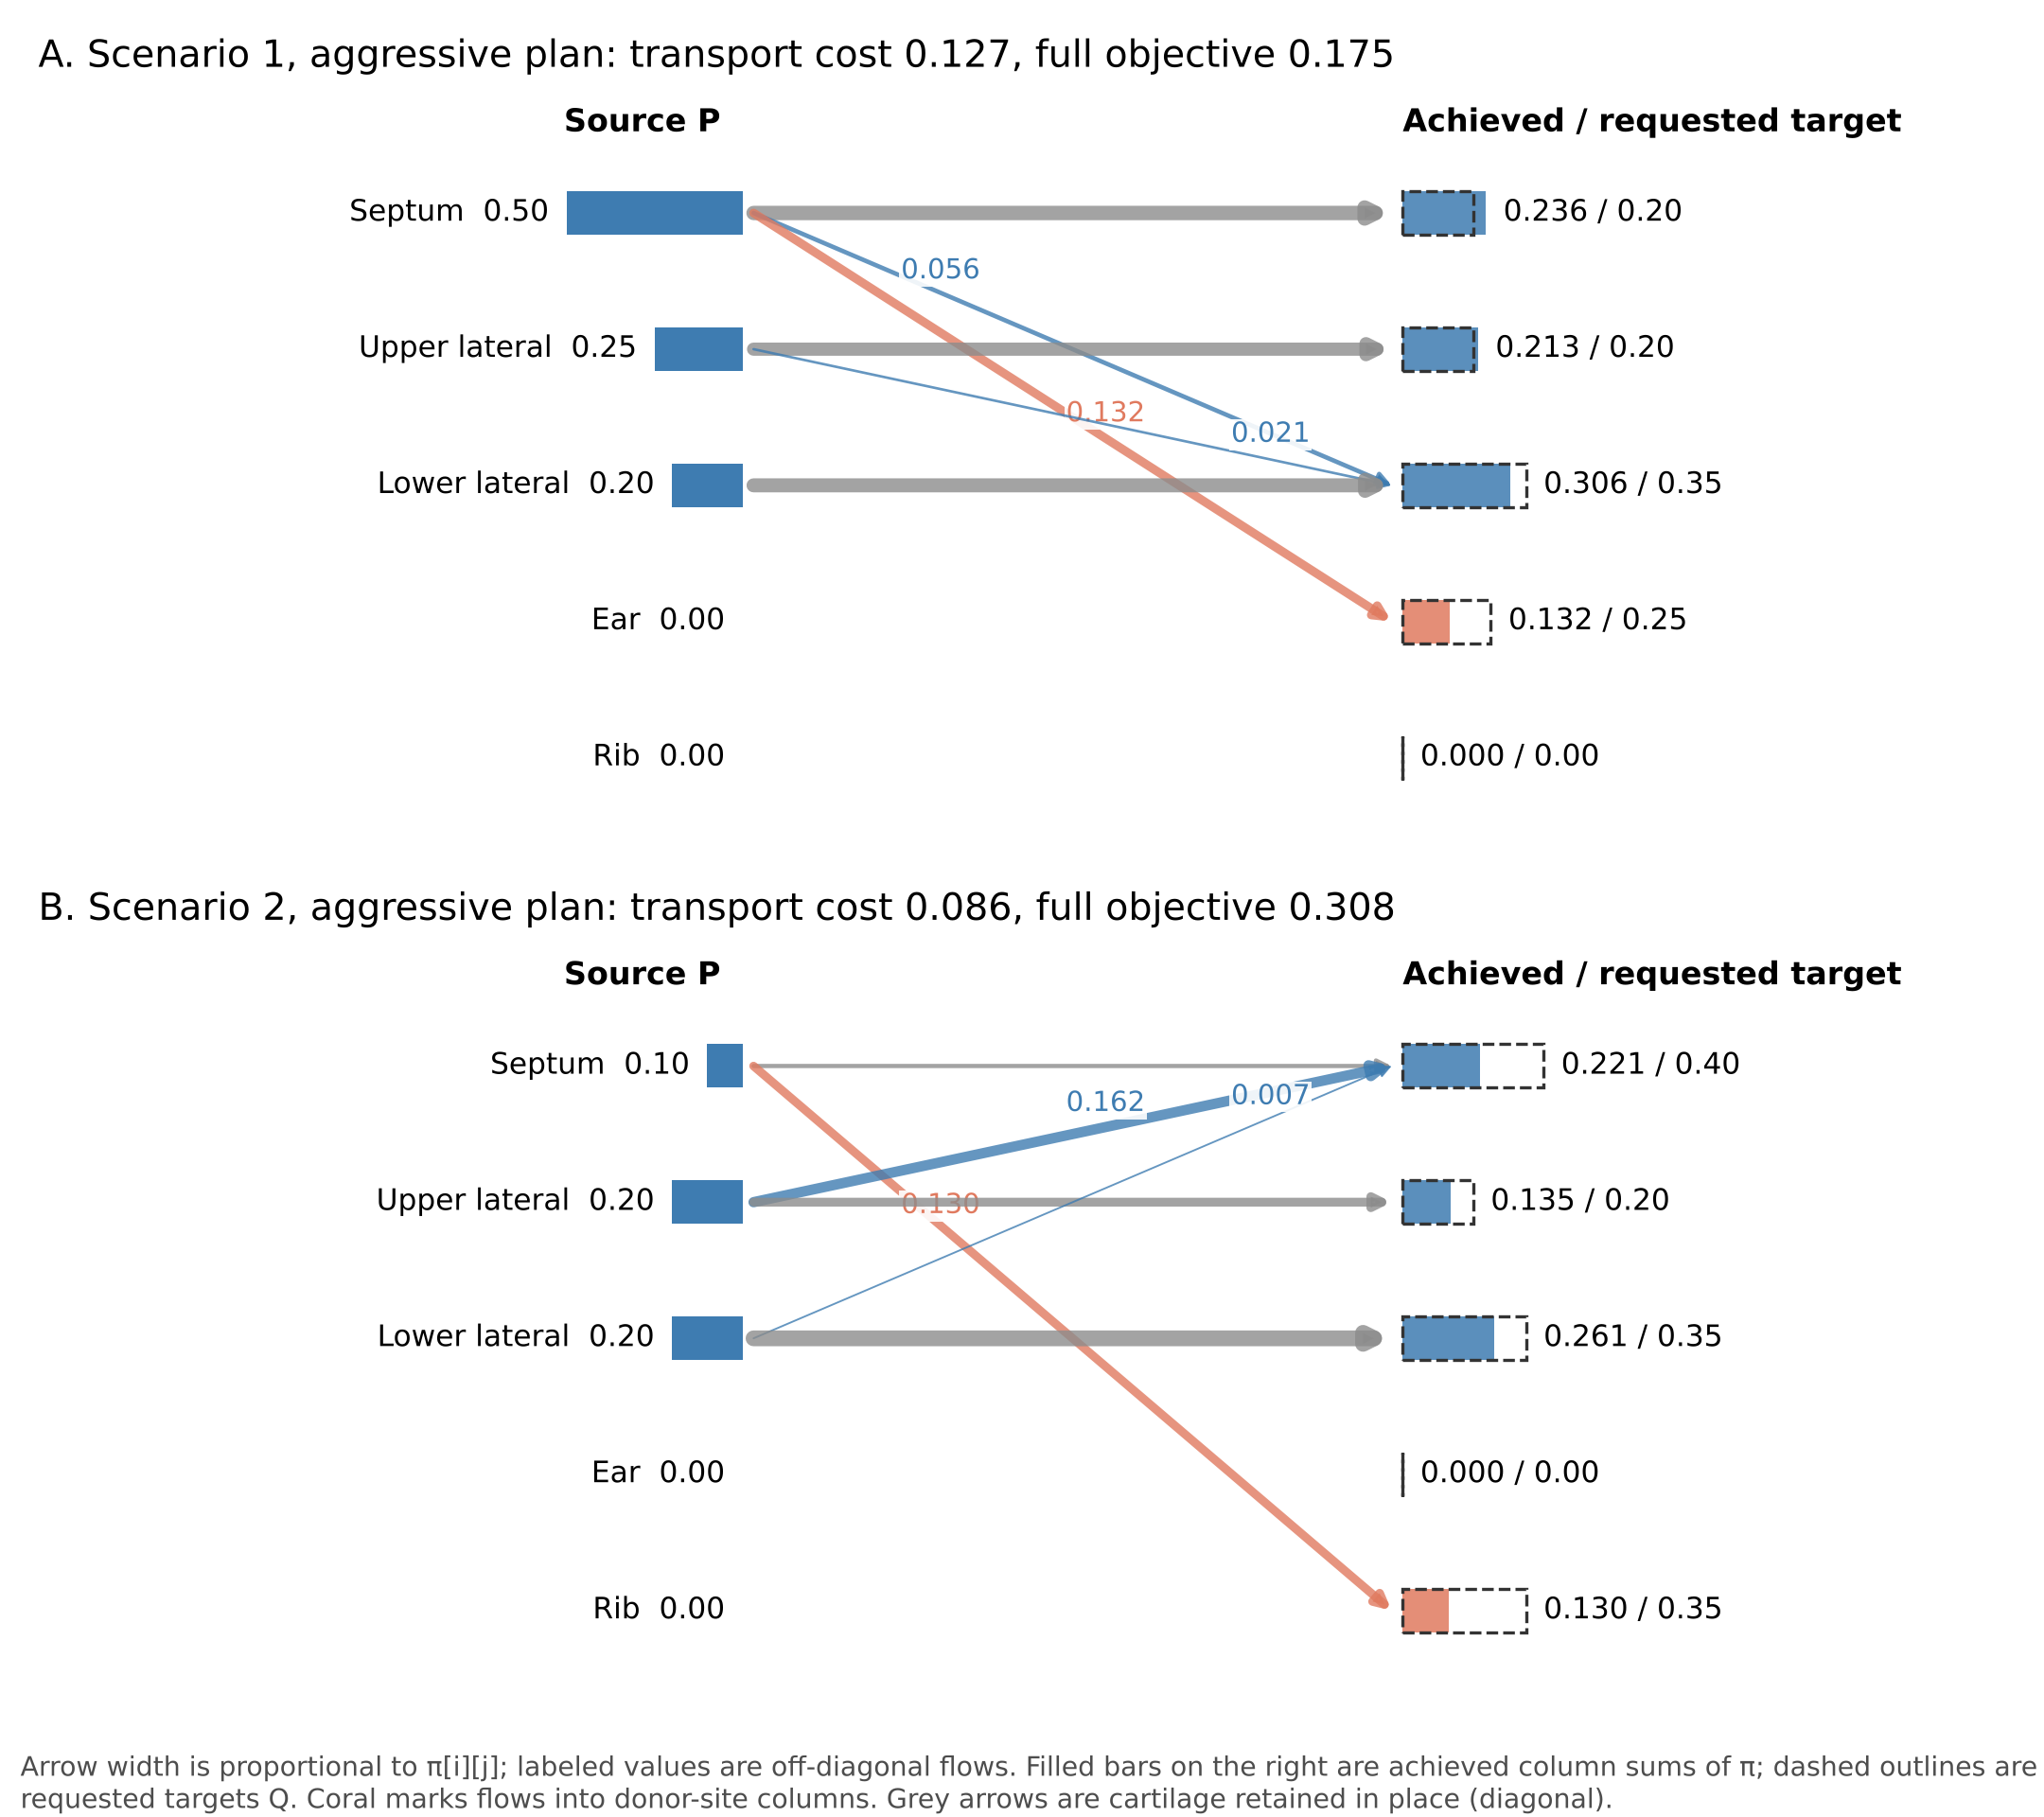 A. Scenario 1, aggressive plan: transport cost 0.127, full objective 0.175
Source P
Achieved / requested target
Septum 0.50
0.236 / 0.20
0.056
Upper lateral 0.25
0.213 / 0.20
0.132
0.021
Lower lateral 0.20
0.306 / 0.35
Ear 0.00
0.132 / 0.25
Rib 0.00
0.000 / 0.00
B. Scenario 2, aggressive plan: transport cost 0.086, full objective 0.308
Source P
Achieved / requested target
Septum 0.10
0.221 / 0.40
0.162
0.007
Upper lateral 0.20
0.130
0.135 / 0.20
Lower lateral 0.20
0.261 / 0.35
Ear 0.00
0.000 / 0.00
Rib 0.00
0.130 / 0.35
Arrow width is proportional to π[i][j]; labeled values are off-diagonal flows. Filled bars on the right are achieved column sums of π; dashed outlines are
requested targets Q. Coral marks flows into donor-site columns. Grey arrows are cartilage retained in place (diagonal).